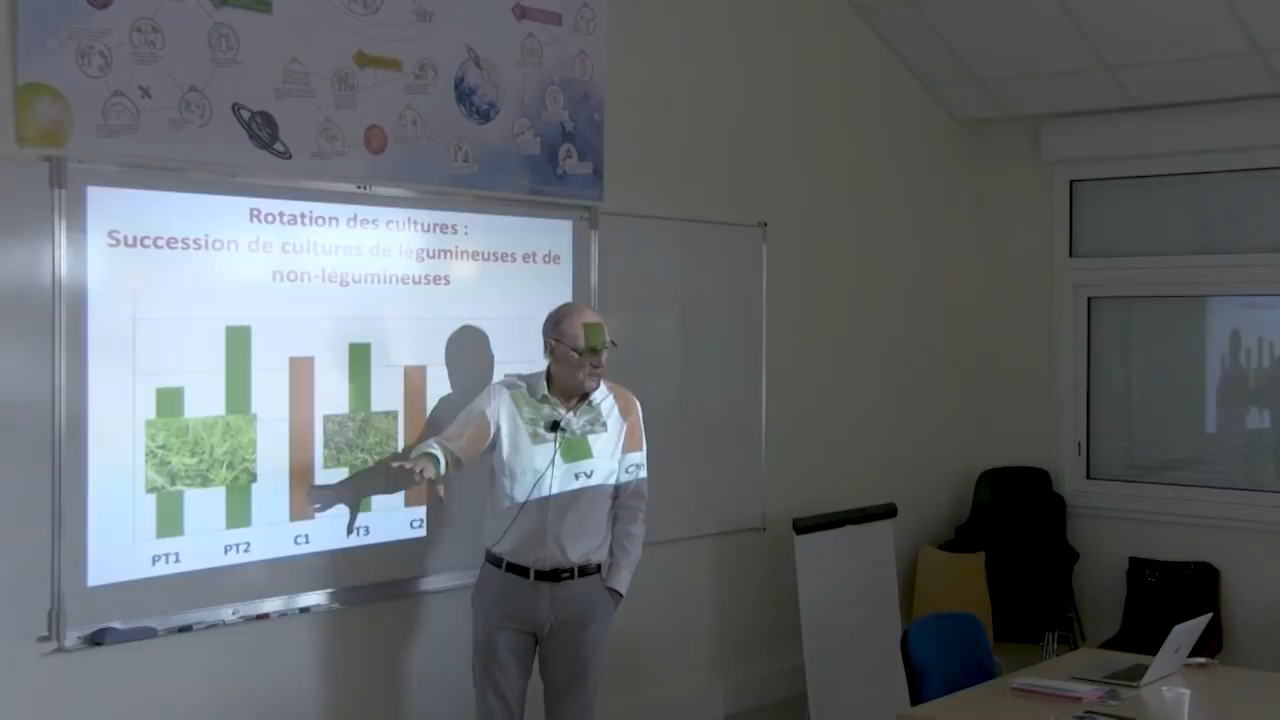 Rotation des cultures :
Succession de cultures de légumineuses et de
non-légumineuses
PT1
PT2
C1
PT3
C2
FV